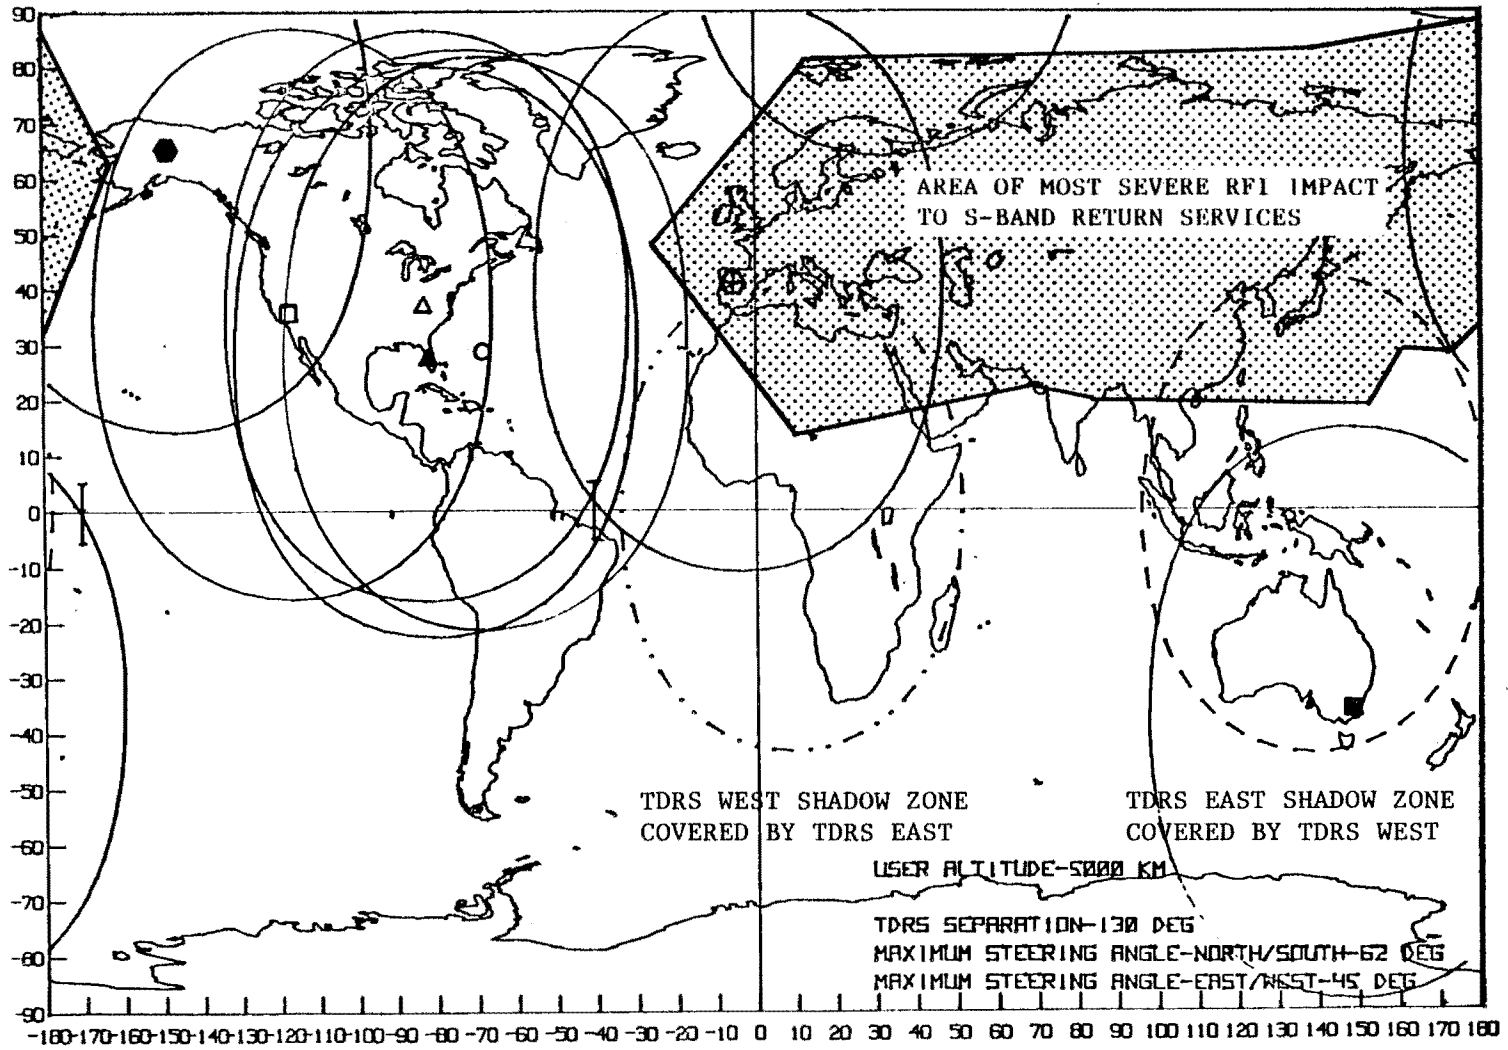 90
80
70
60
50
40
30
20
10
0
-10
-20
-30
-40
-50
-60
-70
-80
-90
AREA OF MOST SEVERE RFI IMPACT
TO S-BAND RETURN SERVICES
TDRS WEST SHADOW ZONE
COVERED BY TDRS EAST
TDRS EAST SHADOW ZONE
COVERED BY TDRS WEST
USER ALTITUDE-5000 KM
TDRS SEPARATION-130 DEG
MAXIMUM STEERING ANGLE-NORTH/SOUTH-62 DEG
MAXIMUM STEERING ANGLE-EAST/WEST-45 DEG
-180 -170 -160 -150 -140 -130 -120 -110 -100 -90 -80 -70 -60 -50 -40 -30 -20 -10 0 10 20 30 40 50 60 70 80 90 100 110 120 130 140 150 160 170 180